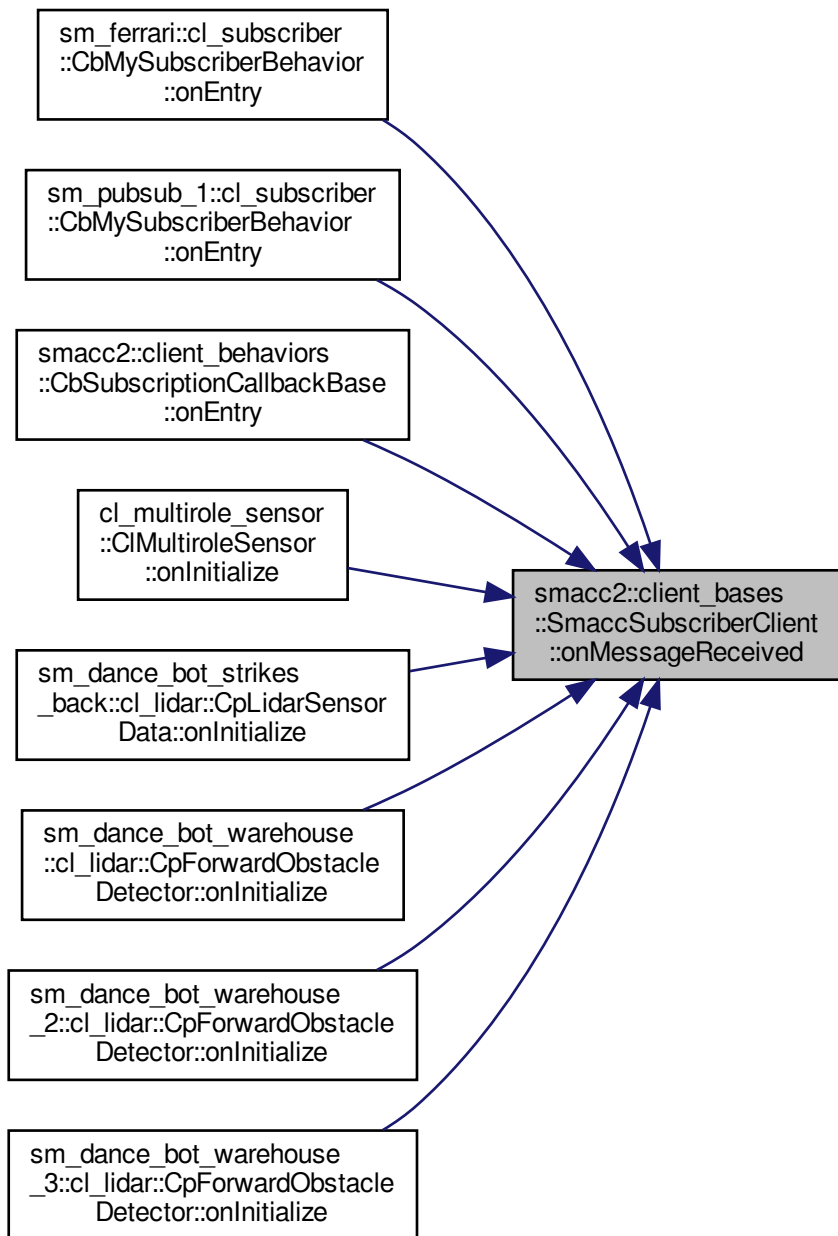 sm_ferrari::cl_subscriber
::CbMySubscriberBehavior
::onEntry
sm_pubsub_1::cl_subscriber
::CbMySubscriberBehavior
::onEntry
smacc2::client_behaviors
::CbSubscriptionCallbackBase
::onEntry
cl_multirole_sensor
::ClMultiroleSensor
::onInitialize
smacc2::client_bases
::SmaccSubscriberClient
::onMessageReceived
sm_dance_bot_strikes
_back::cl_lidar::CpLidarSensor
Data::onInitialize
sm_dance_bot_warehouse
::cl_lidar::CpForwardObstacle
Detector::onInitialize
sm_dance_bot_warehouse
_2::cl_lidar::CpForwardObstacle
Detector::onInitialize
sm_dance_bot_warehouse
_3::cl_lidar::CpForwardObstacle
Detector::onInitialize